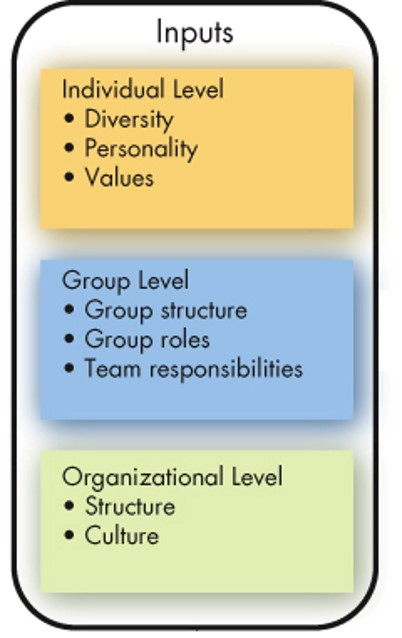 Inputs
Individual Level
• Diversity
• Personality
• Values
Group Level
• Group structure
• Group roles
• Team responsibilities
Organizational Level
• Structure
• Culture